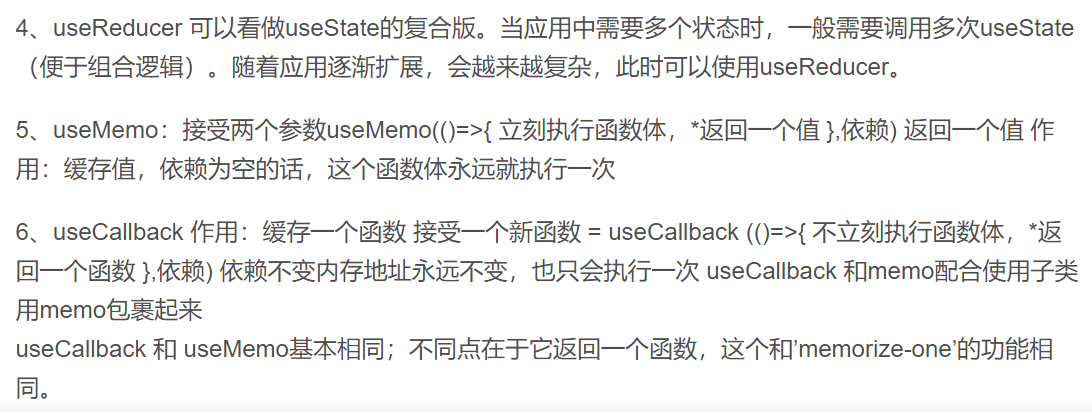 4、useReducer 可以看做useState的复合版。当应用中需要多个状态时，一般需要调用多次useState
（便于组合逻辑）。随着应用逐渐扩展，会越来越复杂，此时可以使用useReducer。
5、useMemo：接受两个参数useMemo(()=>{ 立刻执行函数体，*返回一个值 },依赖) 返回一个值 作
用：缓存值，依赖为空的话，这个函数体永远就执行一次
6、useCallback 作用：缓存一个函数 接受一个新函数 = useCallback (()=>{ 不立刻执行函数体，*返
回一个函数 },依赖) 依赖不变内存地址永远不变，也只会执行一次 useCallback 和memo配合使用子类
用memo包裹起来
useCallback 和 useMemo基本相同；不同点在于它返回一个函数，这个和’memorize-one’的功能相
同。